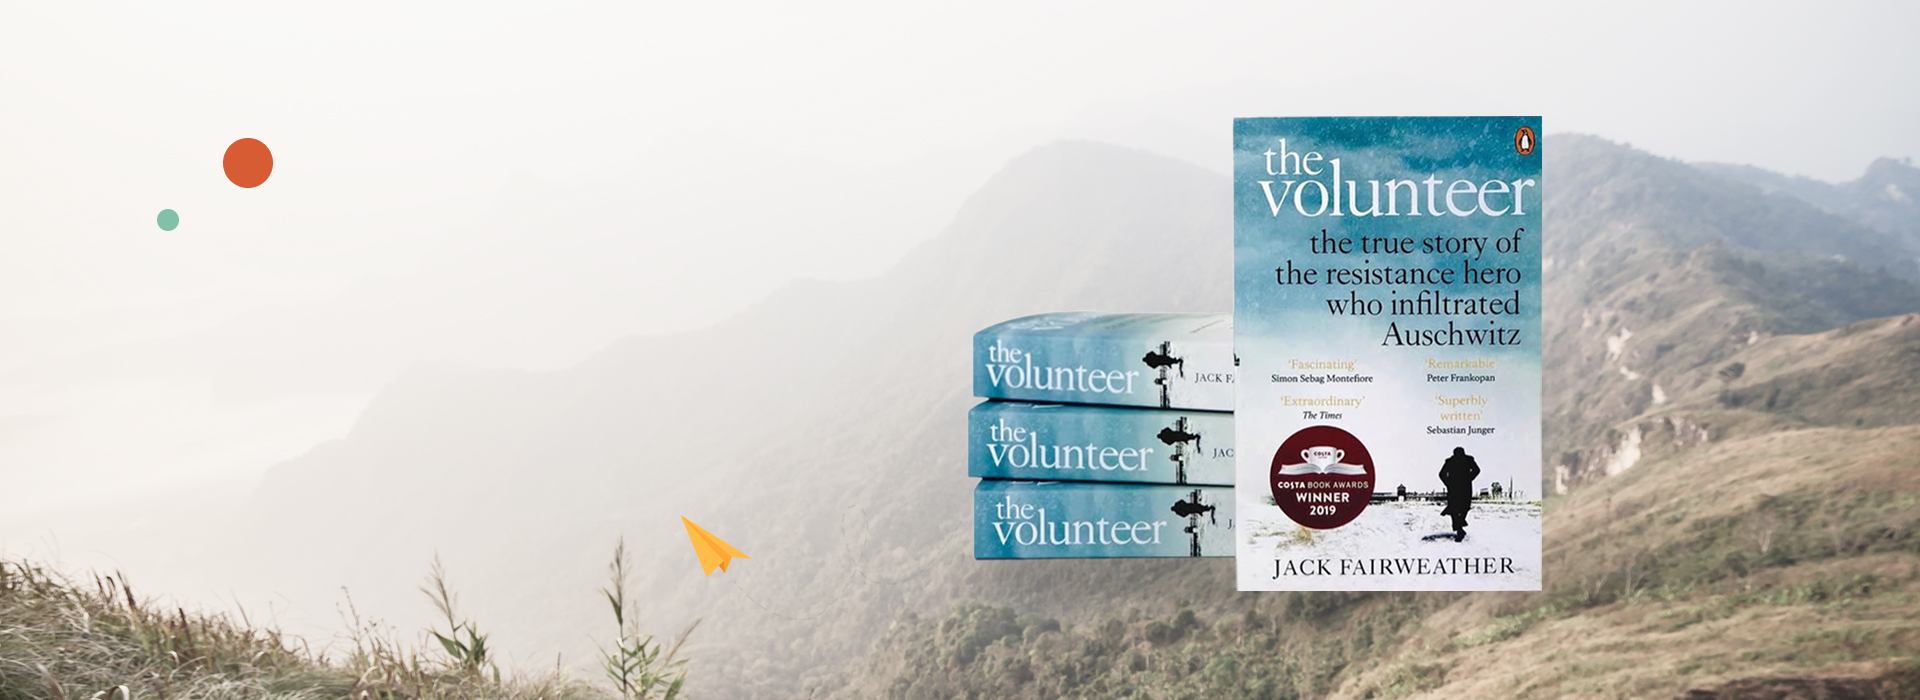 the
volunteer
the true story of
the resistance hero
who infiltrated
Auschwitz
'Fascinating'
Simon Sebag Montefiore
'Remarkable'
Peter Frankopan
'Extraordinary'
The Times
'Superbly
written'
Sebastian Junger
COSTA
COSTA BOOK AWARDS
WINNER
2019
JACK FAIRWEATHER
the
volunteer
JACK FA
the
volunteer
JAC
the
volunteer
J